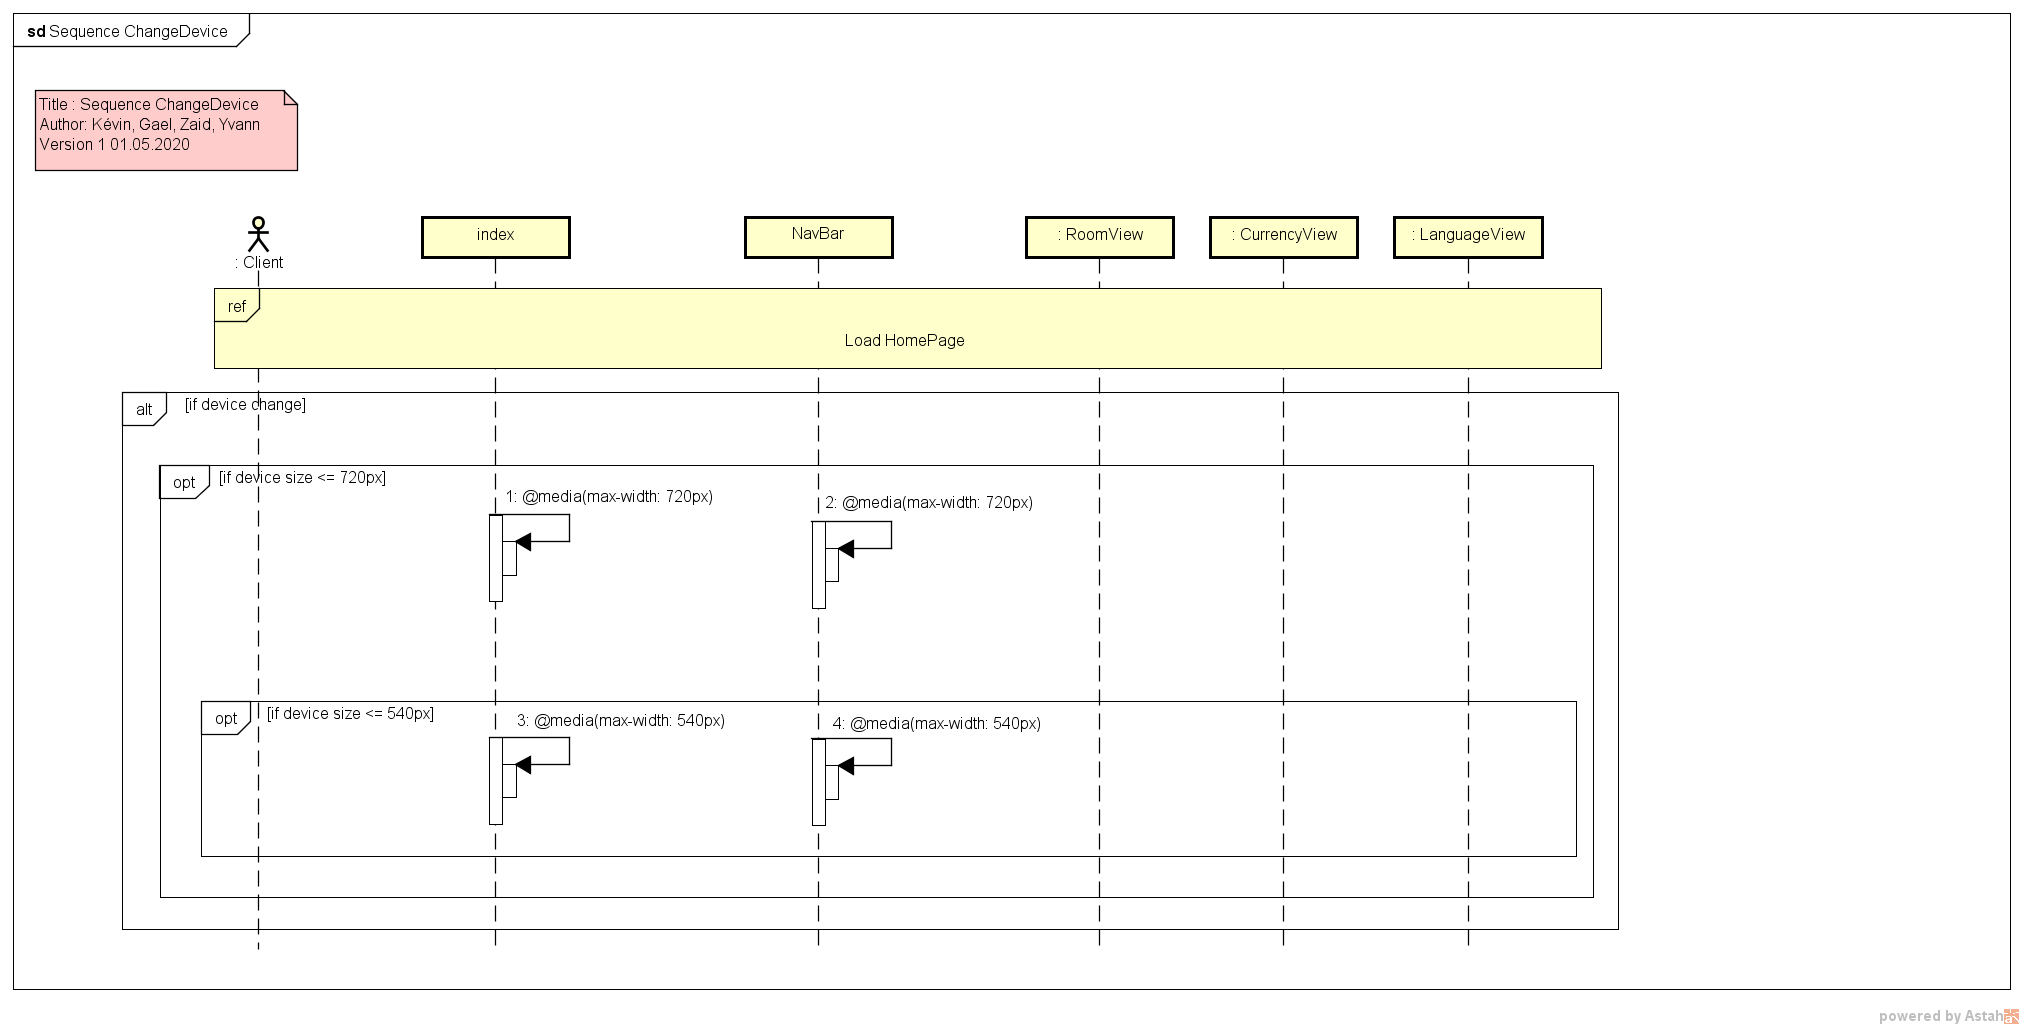 sd Sequence ChangeDevice
Title : Sequence ChangeDevice
Author: Kévin, Gael, Zaid, Yvann
Version 1 01.05.2020
: Client
index
NavBar
: RoomView
: CurrencyView
: LanguageView
ref
Load HomePage
alt
[if device change]
opt
[if device size <= 720px]
1: @media(max-width: 720px)
2: @media(max-width: 720px)
opt
[if device size <= 540px]
3: @media(max-width: 540px)
4: @media(max-width: 540px)
powered by Astah